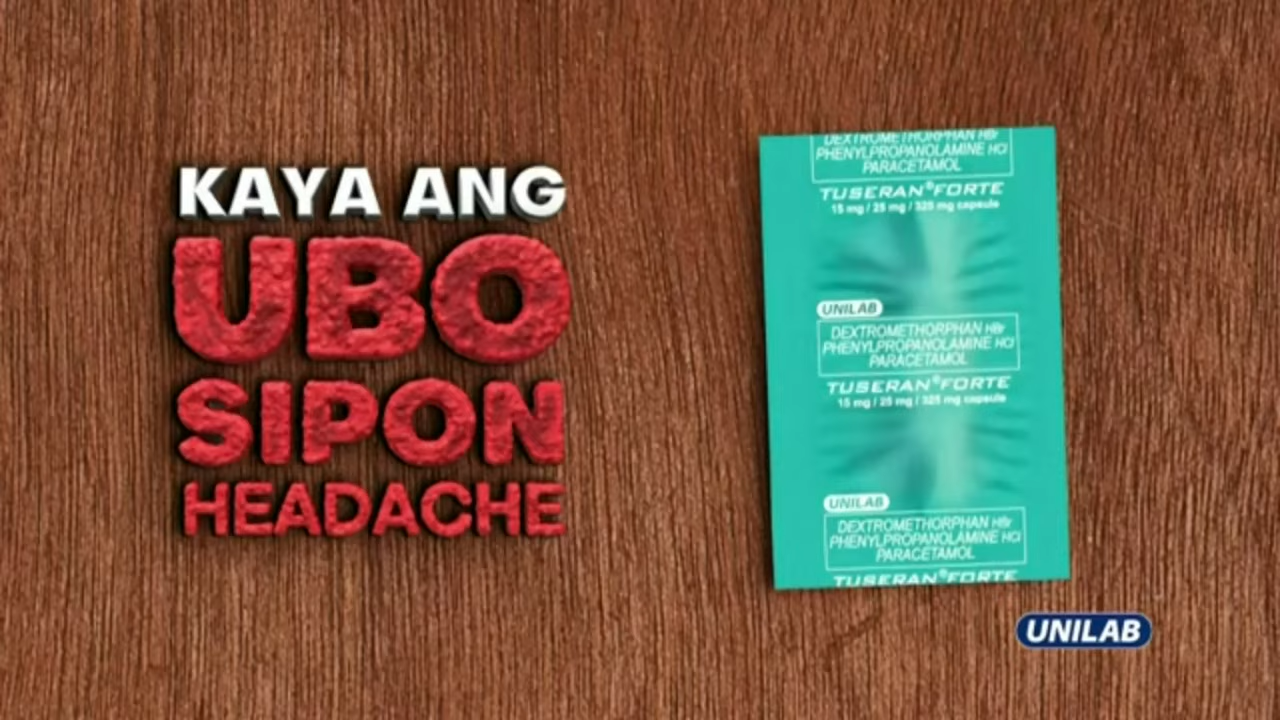 KAYA ANG
UBO
SIPON
HEADACHE
DEXTROMETHORPHAN HBr
PHENYLPROPANOLAMINE HCl
PARACETAMOL
TUSERAN® FORTE
15 mg / 25 mg / 325 mg capsule
UNILAB
DEXTROMETHORPHAN HBr
PHENYLPROPANOLAMINE HCl
PARACETAMOL
TUSERAN® FORTE
15 mg / 25 mg / 325 mg capsule
UNILAB
DEXTROMETHORPHAN HBr
PHENYLPROPANOLAMINE HCl
PARACETAMOL
TUSERAN® FORTE
UNILAB